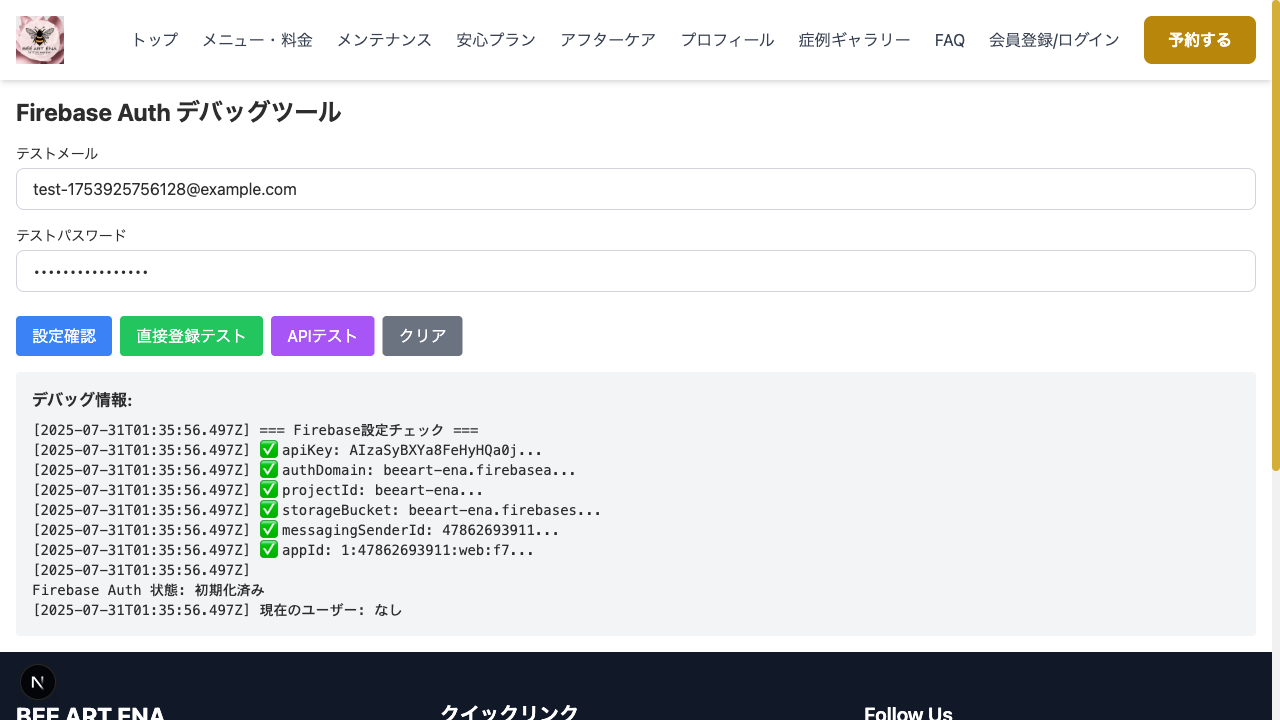 BEE ART ENA
トップ
メニュー・料金
メンテナンス
安心プラン
アフターケア
プロフィール
症例ギャラリー
FAQ
会員登録/ログイン
予約する
Firebase Auth デバッグツール
テストメール
test-1753925756128@example.com
テストパスワード
••••••••••••••••
設定確認
直接登録テスト
APIテスト
クリア
デバッグ情報:
[2025-07-31T01:35:56.497Z] === Firebase設定チェック ===
[2025-07-31T01:35:56.497Z] ✅ apiKey: AIzaSyBXYa8FeHyHQa0j...
[2025-07-31T01:35:56.497Z] ✅ authDomain: beeart-ena.firebasea...
[2025-07-31T01:35:56.497Z] ✅ projectId: beeart-ena...
[2025-07-31T01:35:56.497Z] ✅ storageBucket: beeart-ena.firebases...
[2025-07-31T01:35:56.497Z] ✅ messagingSenderId: 47862693911...
[2025-07-31T01:35:56.497Z] ✅ appId: 1:47862693911:web:f7...
[2025-07-31T01:35:56.497Z]
Firebase Auth 状態: 初期化済み
[2025-07-31T01:35:56.497Z] 現在のユーザー: なし
N
BEE ART ENA
クイックリンク
Follow Us